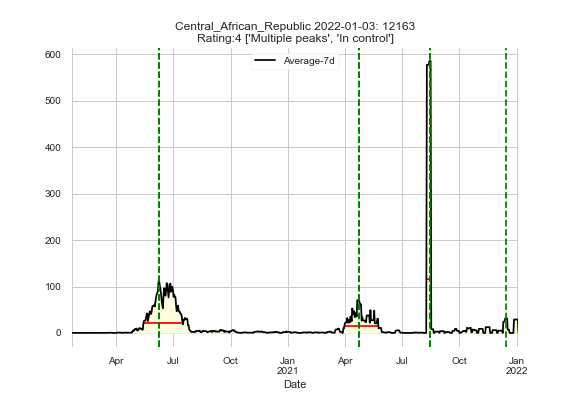 Central_African_Republic 2022-01-03: 12163
Rating:4 ['Multiple peaks', 'In control']
Average-7d
600
500
400
300
200
100
0
Apr
Jul
Oct
Jan
2021
Apr
Jul
Oct
Jan
2022
Date